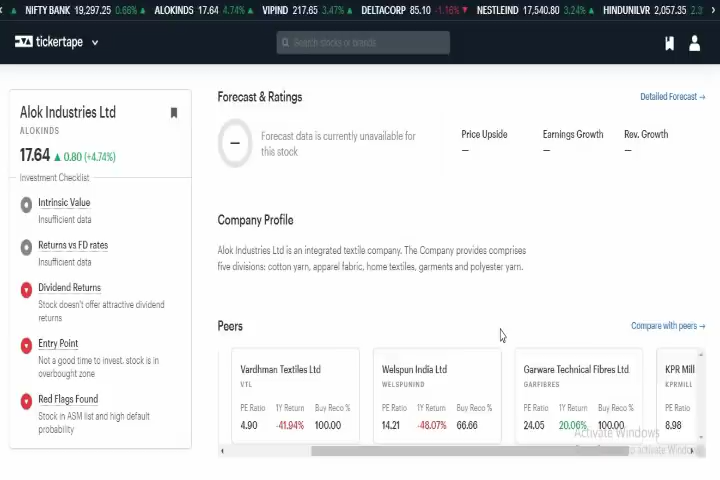 NIFTY BANK 19,297.25 0.66% ▲ ALOKINDS 17.64 4.74% ▲ VIPIND 217.65 3.47% ▲ DELTACORP 85.10 -1.16% ▼ NESTLEIND 17,540.80 3.24% ▲ HINDUNILVR 2,057.35
tickertape
Search stocks or brands
Alok Industries Ltd
ALOKINDS
17.64 ▲ 0.80 (+4.74%)
Investment Checklist
Intrinsic Value
Insufficient data
Returns vs FD rates
Insufficient data
Dividend Returns
Stock doesn't offer attractive dividend
returns
Entry Point
Not a good time to invest, stock is in
overbought zone
Red Flags Found
Stock in ASM list and high default
probability
Forecast & Ratings
Detailed Forecast →
Forecast data is currently unavailable for
this stock
Price Upside Earnings Growth Rev. Growth
— — —
Company Profile
Alok Industries Ltd is an integrated textile company. The Company provides comprises
five divisions: cotton yarn, apparel fabric, home textiles, garments and polyester yarn.
Peers
Compare with peers →
Vardhman Textiles Ltd
VTL
PE Ratio 1Y Return Buy Reco %
4.90 -41.94% 100.00
Welspun India Ltd
WELSPUNIND
PE Ratio 1Y Return Buy Reco %
14.21 -48.07% 66.66
Garware Technical Fibres Ltd
GARFIBRES
PE Ratio 1Y Return Buy Reco %
24.05 20.06% 100.00
KPR Mill
KPRMILL
PE Ratio
8.98
Activate Windows
to activate Windows